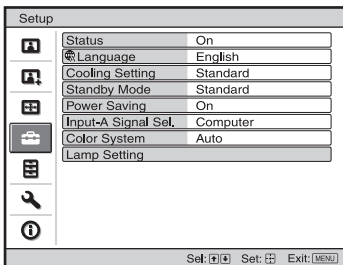 Setup
Status On
Language English
Cooling Setting Standard
Standby Mode Standard
Power Saving On
Input-A Signal Sel. Computer
Color System Auto
Lamp Setting
Sel: Set: Exit: MENU